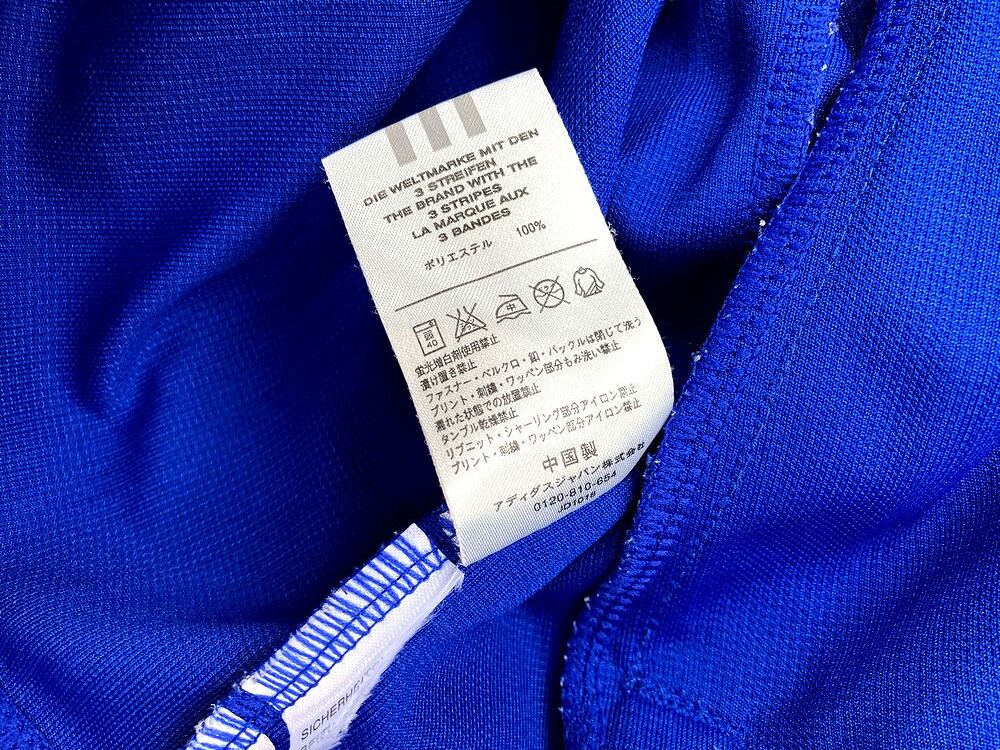 DIE WELTMARKE MIT DEN
3 STREIFEN
THE BRAND WITH THE
3 STRIPES
LA MARQUE AUX
3 BANDES
ポリエステル 100%
弱
40
中
蛍光増白剤使用禁止
漬け置き禁止
ファスナー・ベルクロ・釦・バックルは閉じて洗う
プリント・刺繍・ワッペン部分もみ洗い禁止
濡れた状態での放置禁止
タンブル乾燥禁止
リブニット・シャーリング部分アイロン禁止
プリント・刺繍・ワッペン部分アイロン禁止
中国製
アディダスジャパン株式会社
0120-810-654
JD1018